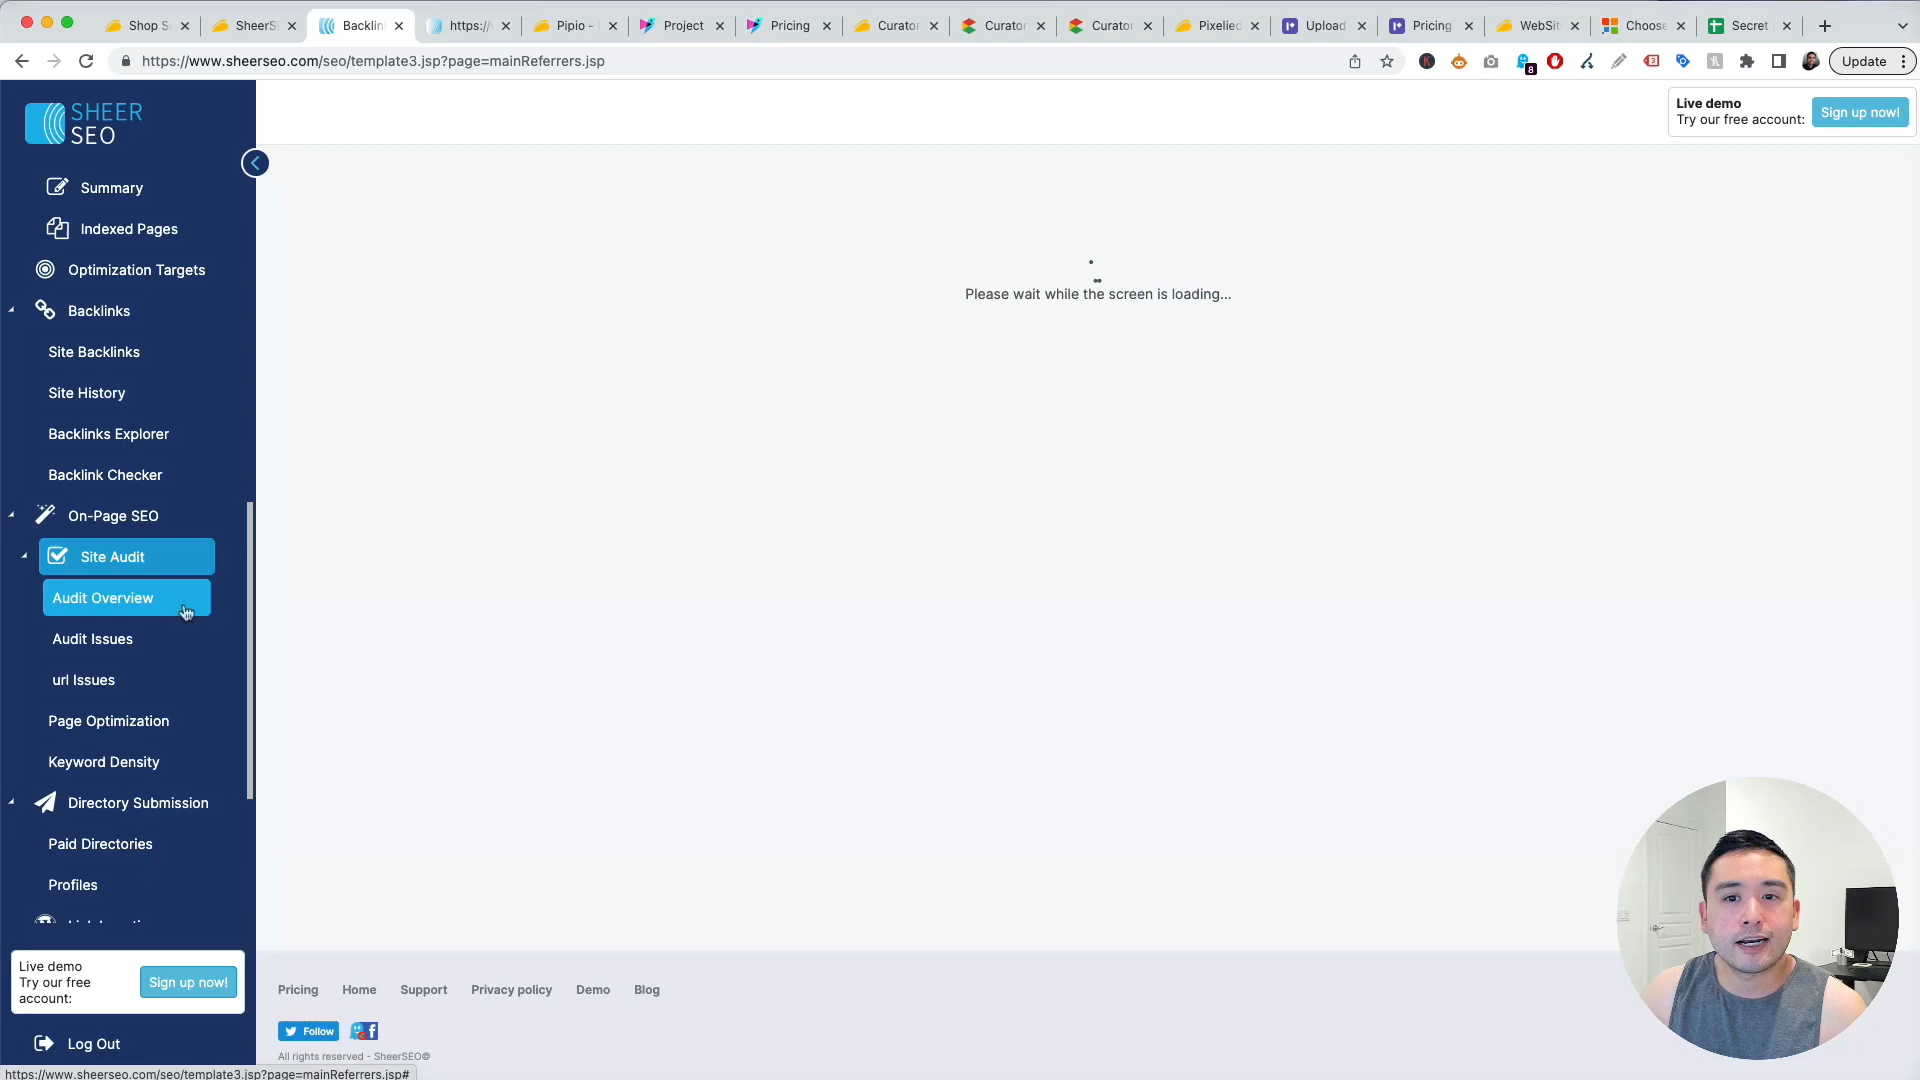 Shop S
SheerS
Backlin
https://
Pipio -
Project
Pricing
Curator
Curator
Curator
Pixelied
Upload
Pricing
WebSite
Choose
Secret
https://www.sheerseo.com/seo/template3.jsp?page=mainReferrers.jsp
8
Update
SHEER
SEO
Live demo
Try our free account:
Sign up now!
Summary
Indexed Pages
Optimization Targets
Backlinks
Site Backlinks
Site History
Backlinks Explorer
Backlink Checker
On-Page SEO
Site Audit
Audit Overview
Audit Issues
url Issues
Page Optimization
Keyword Density
Directory Submission
Paid Directories
Profiles
Please wait while the screen is loading...
Live demo
Try our free
account:
Sign up now!
Log Out
Pricing
Home
Support
Privacy policy
Demo
Blog
Follow
All rights reserved - SheerSEO©
https://www.sheerseo.com/seo/template3.jsp?page=mainReferrers.jsp#